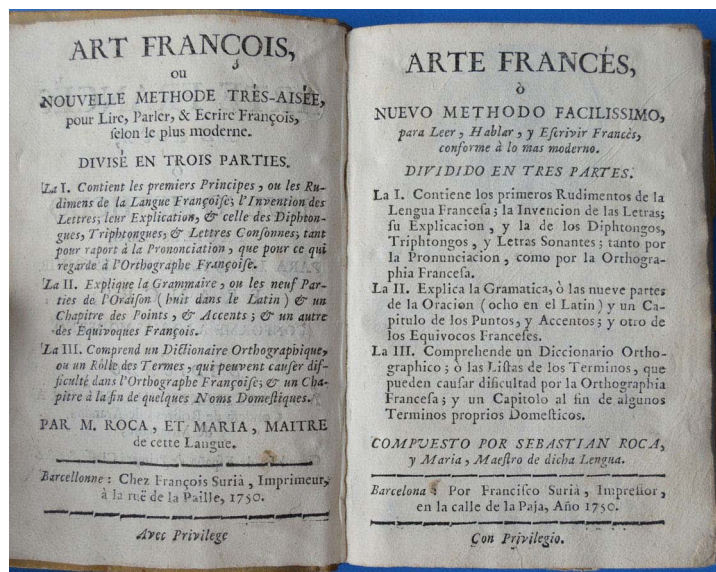 ART FRANÇOIS,
ou
NOUVELLE METHODE TRÉS-AISÉE,
pour Lire, Parler, & Ecrire François,
ſelon le plus moderne.
DIVISÉ EN TROIS PARTIES.
La I. Contient les premiers Principes, ou les Ru-
dimens de la Langue Françoiſe; l'Invention des
Lettres; leur Explication, & celle des Diphton-
gues, Triphtongues, & Lettres Conſonnes; tant
pour raport à la Prononciation, que pour ce qui
regarde à l'Orthographe Françoiſe.
La II. Explique la Grammaire, ou les neuf Par-
ties de l'Oraiſon (huit dans le Latin) & un
Chapitre des Points, & Accents; & un autre
des Equivoques François.
La III. Comprend un Dictionaire Orthographique,
ou un Rôlle des Termes, qui peuvent cauſer dif-
ficulté dans l'Orthographe Françoiſe; & un Cha-
pitre à la fin de quelques Noms Domeſtiques.
PAR M. ROCA, ET MARIA, MAITRE
de cette Langue.
Barcellonne: Chez François Surià, Imprimeur,
à la ruë de la Paille, 1750.
Avec Privilege
ARTE FRANCÉS,
ò
NUEVO METHODO FACILISSIMO,
para Leer, Hablar, y Eſcrivir Francès,
conforme à lo mas moderno.
DIVIDIDO EN TRES PARTES.
La I. Contiene los primeros Rudimentos de la
Lengua Franceſa; la Invencion de las Letras;
ſu Explicacion, y la de los Diptongos,
Triphtongos, y Letras Sonantes; tanto por
la Pronunciacion, como por la Orthogra-
phia Franceſa.
La II. Explica la Gramatica, ò las nueve partes
de la Oracion (ocho en el Latin) y un Ca-
pitulo de los Puntos, y Accentos; y otro de
los Equivocos Franceſes.
La III. Comprehende un Diccionario Ortho-
graphico; ò las Liſtas de los Terminos, que
pueden cauſar dificultad por la Orthographia
Franceſa; y un Capitolo al fin de algunos
Terminos proprios Domeſticos.
COMPUESTO POR SEBASTIAN ROCA,
y Maria, Maeſtro de dicha Lengua.
Barcelona: Por Franciſco Surià, Impreſſor,
en la calle de la Paja, Año 1750.
Con Privilegio.